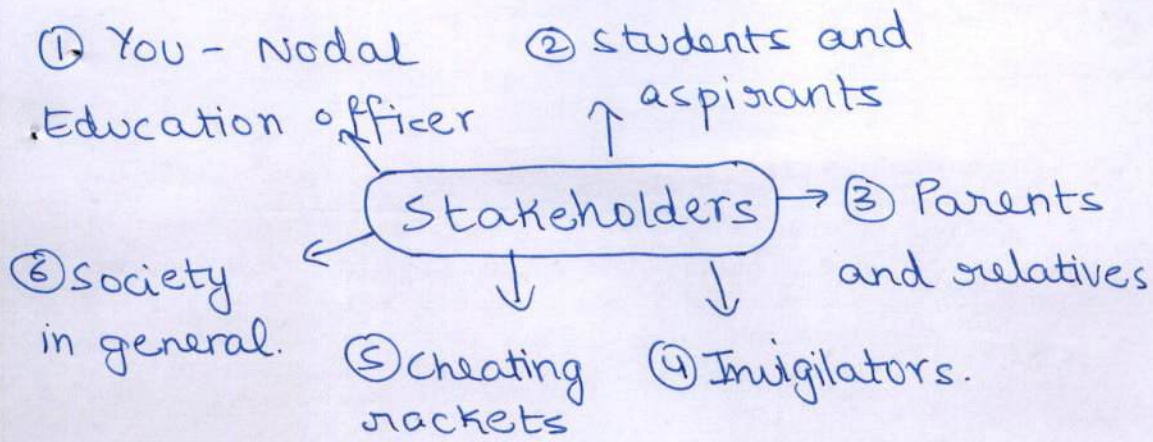 ① You - Nodal
Education officer
② students and
aspirants
Stakeholders
③ Parents
and relatives
④ Invigilators.
⑤ Cheating
rackets
⑥ Society
in general.